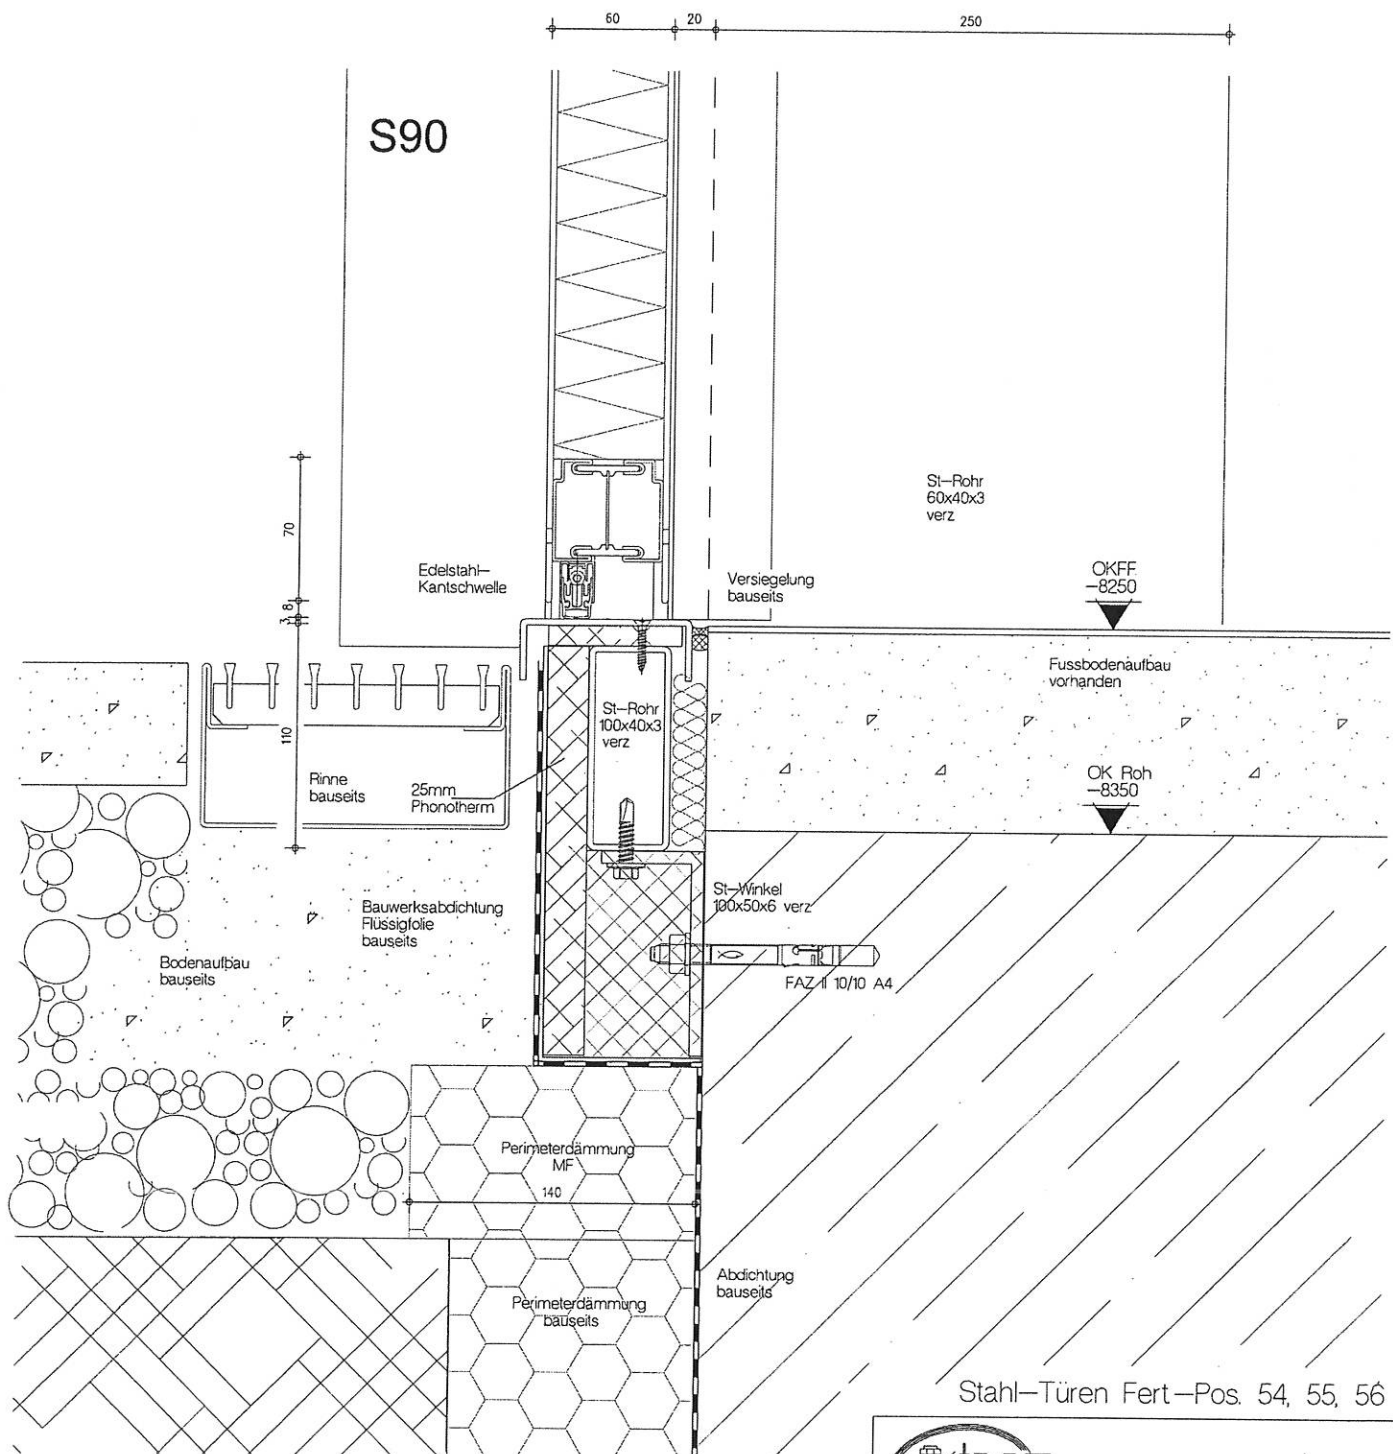 60
20
250
S90
St-Rohr
60x40x3
verz
70
Edelstahl-
Kantschwelle
Versiegelung
bauseits
OKFF
-8250
8
3
Fussbodenaufbau
vorhanden
St-Rohr
100x40x3
verz
110
Rinne
bauseits
25mm
Phonotherm
OK Roh
-8350
St-Winkel
100x50x6 verz
Bauwerksabdichtung
Flüssigfolie
bauseits
Bodenaufbau
bauseits
FAZ II 10/10 A4
Perimeterdämmung
MF
140
Abdichtung
bauseits
Perimeterdämmung
bauseits
Stahl-Türen Fert-Pos. 54, 55, 56